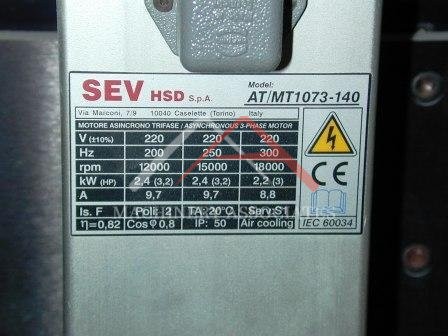 SEV HSD S.p.A. Model: AT/MT1073-140
Via Marconi, 7/9 10040 Caselette (Torino) Italy
MOTORE ASINCRONO TRIFASE / ASYNCHRONOUS 3-PHASE MOTOR
V (±10%) 220 220 220
Hz 200 250 300
rpm 12000 15000 18000
kW (HP) 2,4 (3,2) 2,4 (3,2) 2,2 (3)
A 9,7 9,7 8,8
Is. F Poli: 2 TA: 20°C Serv:S1
η=0,82 Cosφ0,8 IP: 50 Air cooling IEC 60034
CE
MACHINERY ASSOCIATES